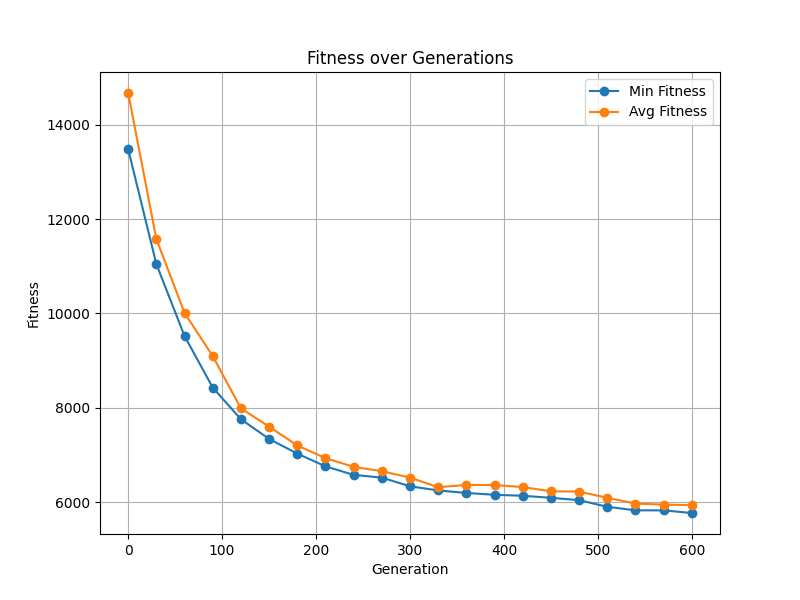 Fitness over Generations
Min Fitness
Avg Fitness
14000
12000
10000
8000
6000
Fitness
0 100 200 300 400 500 600
Generation